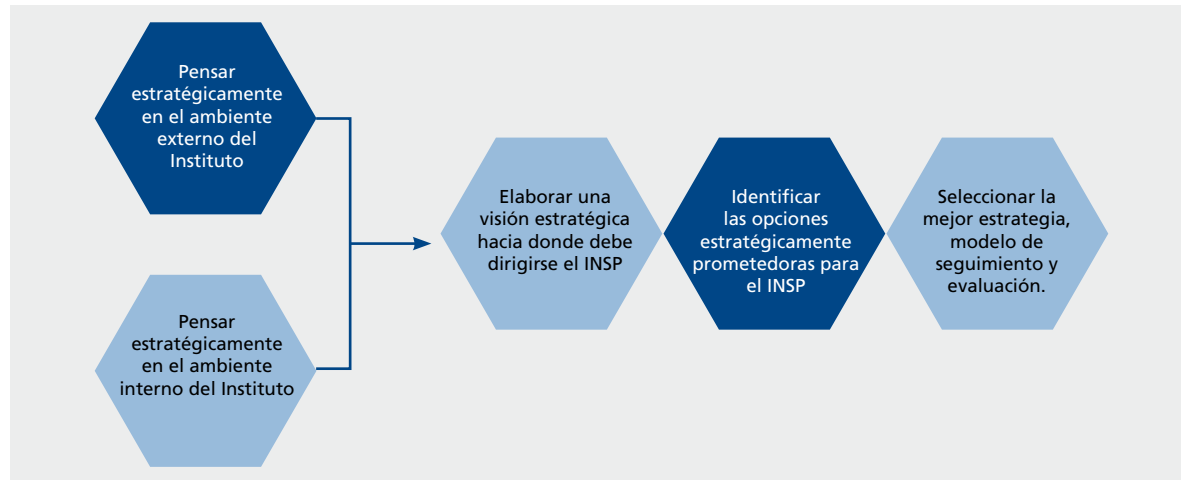 Pensar
estratégicamente
en el ambiente
externo del
Instituto
Pensar
estratégicamente
en el ambiente
interno del Instituto
Elaborar una
visión estratégica
hacia donde debe
dirigirse el INSP
Identificar
las opciones
estratégicamente
prometedoras para
el INSP
Seleccionar la
mejor estrategia,
modelo de
seguimiento y
evaluación.